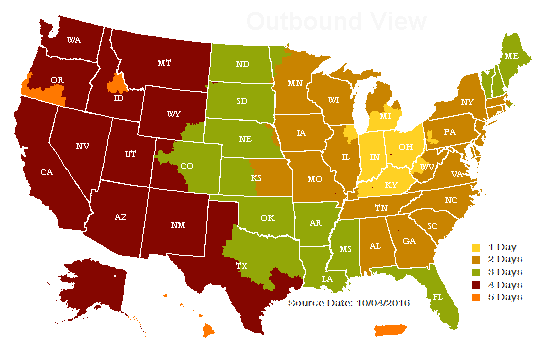 Outbound View
WA
MT
ND
ME
OR
ID
MN
SD
WI
MI
NY
WY
IA
PA
NE
NV
UT
IL
IN
OH
CO
KS
MO
WV
VA
KY
CA
NC
TN
AZ
NM
OK
AR
SC
MS
AL
GA
TX
LA
FL
1 Day
2 Days
3 Days
4 Days
5 Days
Source Date: 10/04/2016